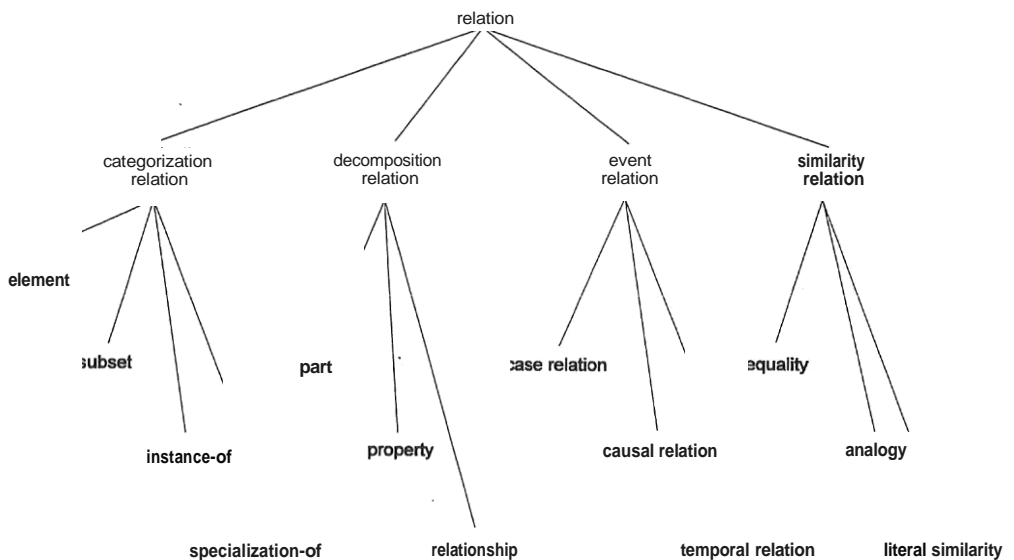 relation
categorization
relation
decomposition
relation
event
relation
similarity
relation
element
subset
part
case relation
equality
instance-of
property
causal relation
analogy
specialization-of
relationship
temporal relation
literal similarity